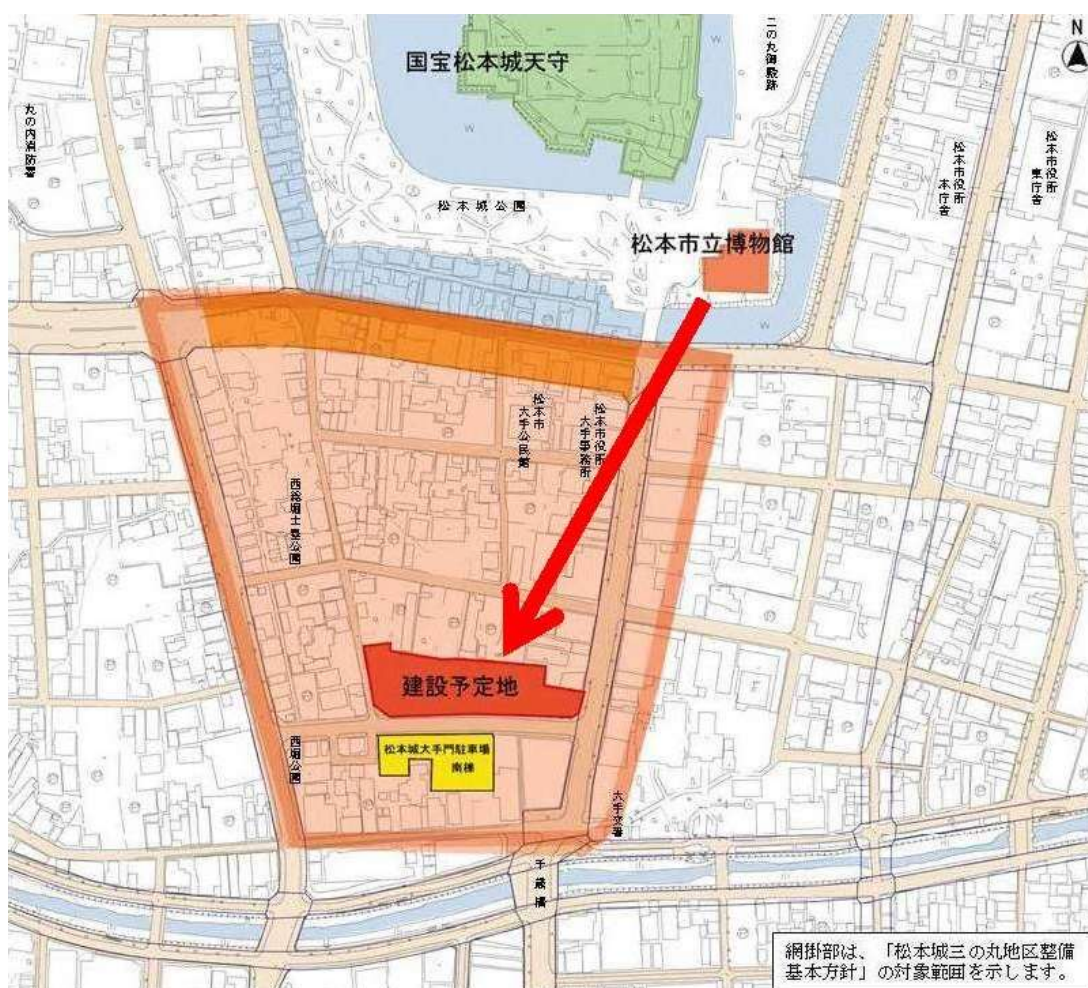 国宝松本城天守
二の丸御殿跡
N
丸の内消防署
松本市役所
本庁舎
松本市役所
東庁舎
松本城公園
松本市立博物館
W
W
W
松本市
大手公民館
松本市役所
大手事務所
西総堀土塁公園
建設予定地
松本城大手門駐車場
南棟
西堀公園
大手交番
千歳橋
網掛部は、「松本城三の丸地区整備
基本方針」の対象範囲を示します。